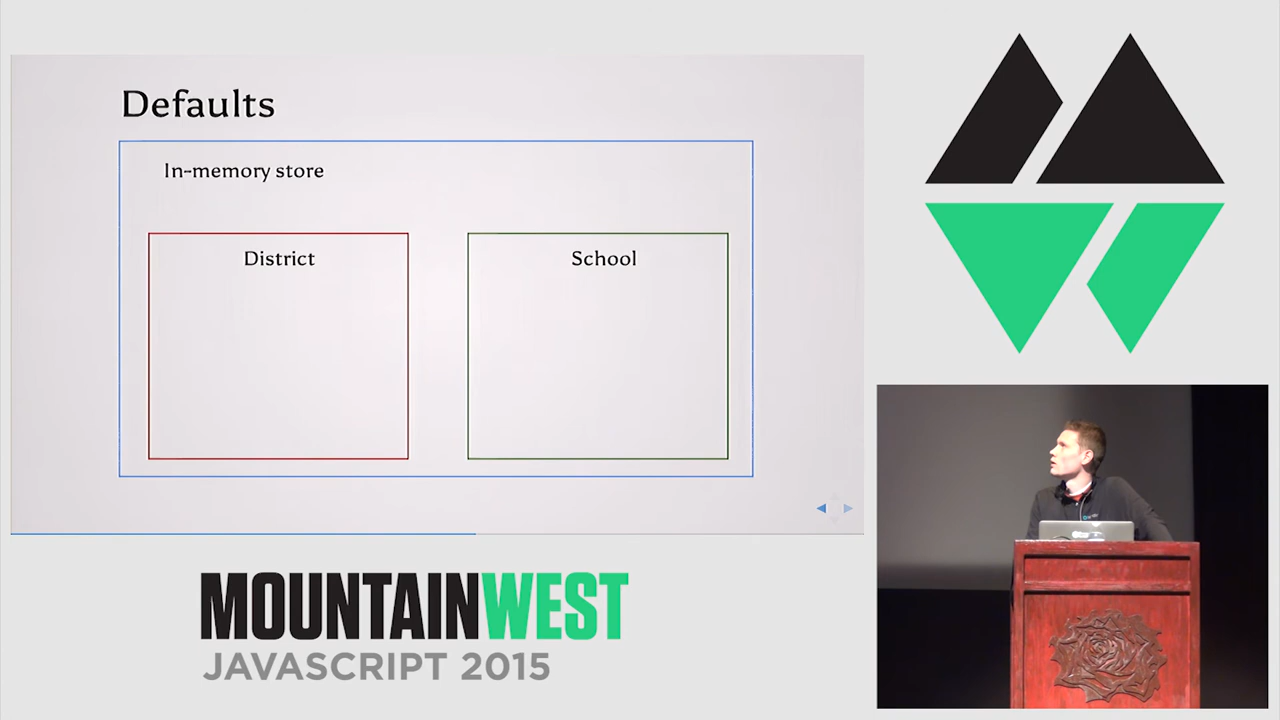 Defaults
In-memory store
District
School
MOUNTAINWEST
JAVASCRIPT 2015